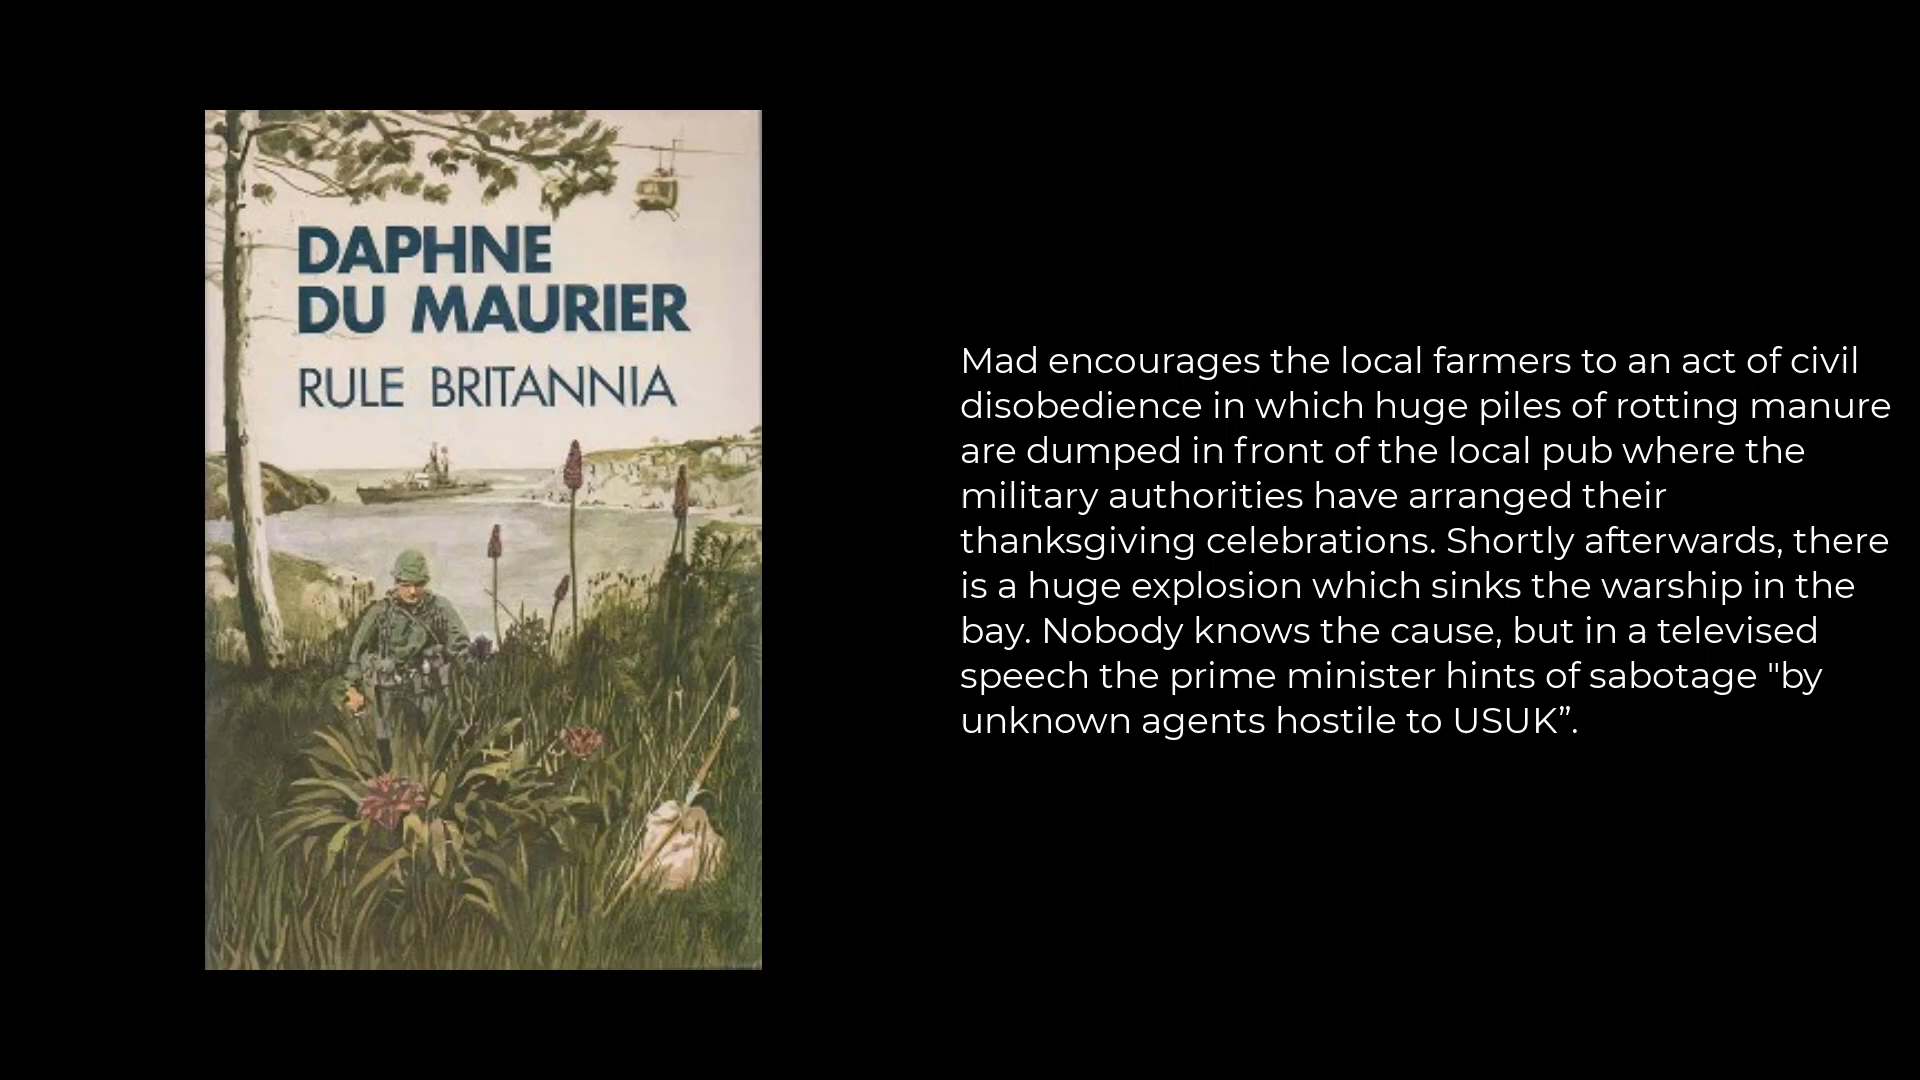 DAPHNE
DU MAURIER
RULE BRITANNIA
Mad encourages the local farmers to an act of civil
disobedience in which huge piles of rotting manure
are dumped in front of the local pub where the
military authorities have arranged their
thanksgiving celebrations. Shortly afterwards, there
is a huge explosion which sinks the warship in the
bay. Nobody knows the cause, but in a televised
speech the prime minister hints of sabotage "by
unknown agents hostile to USUK”.